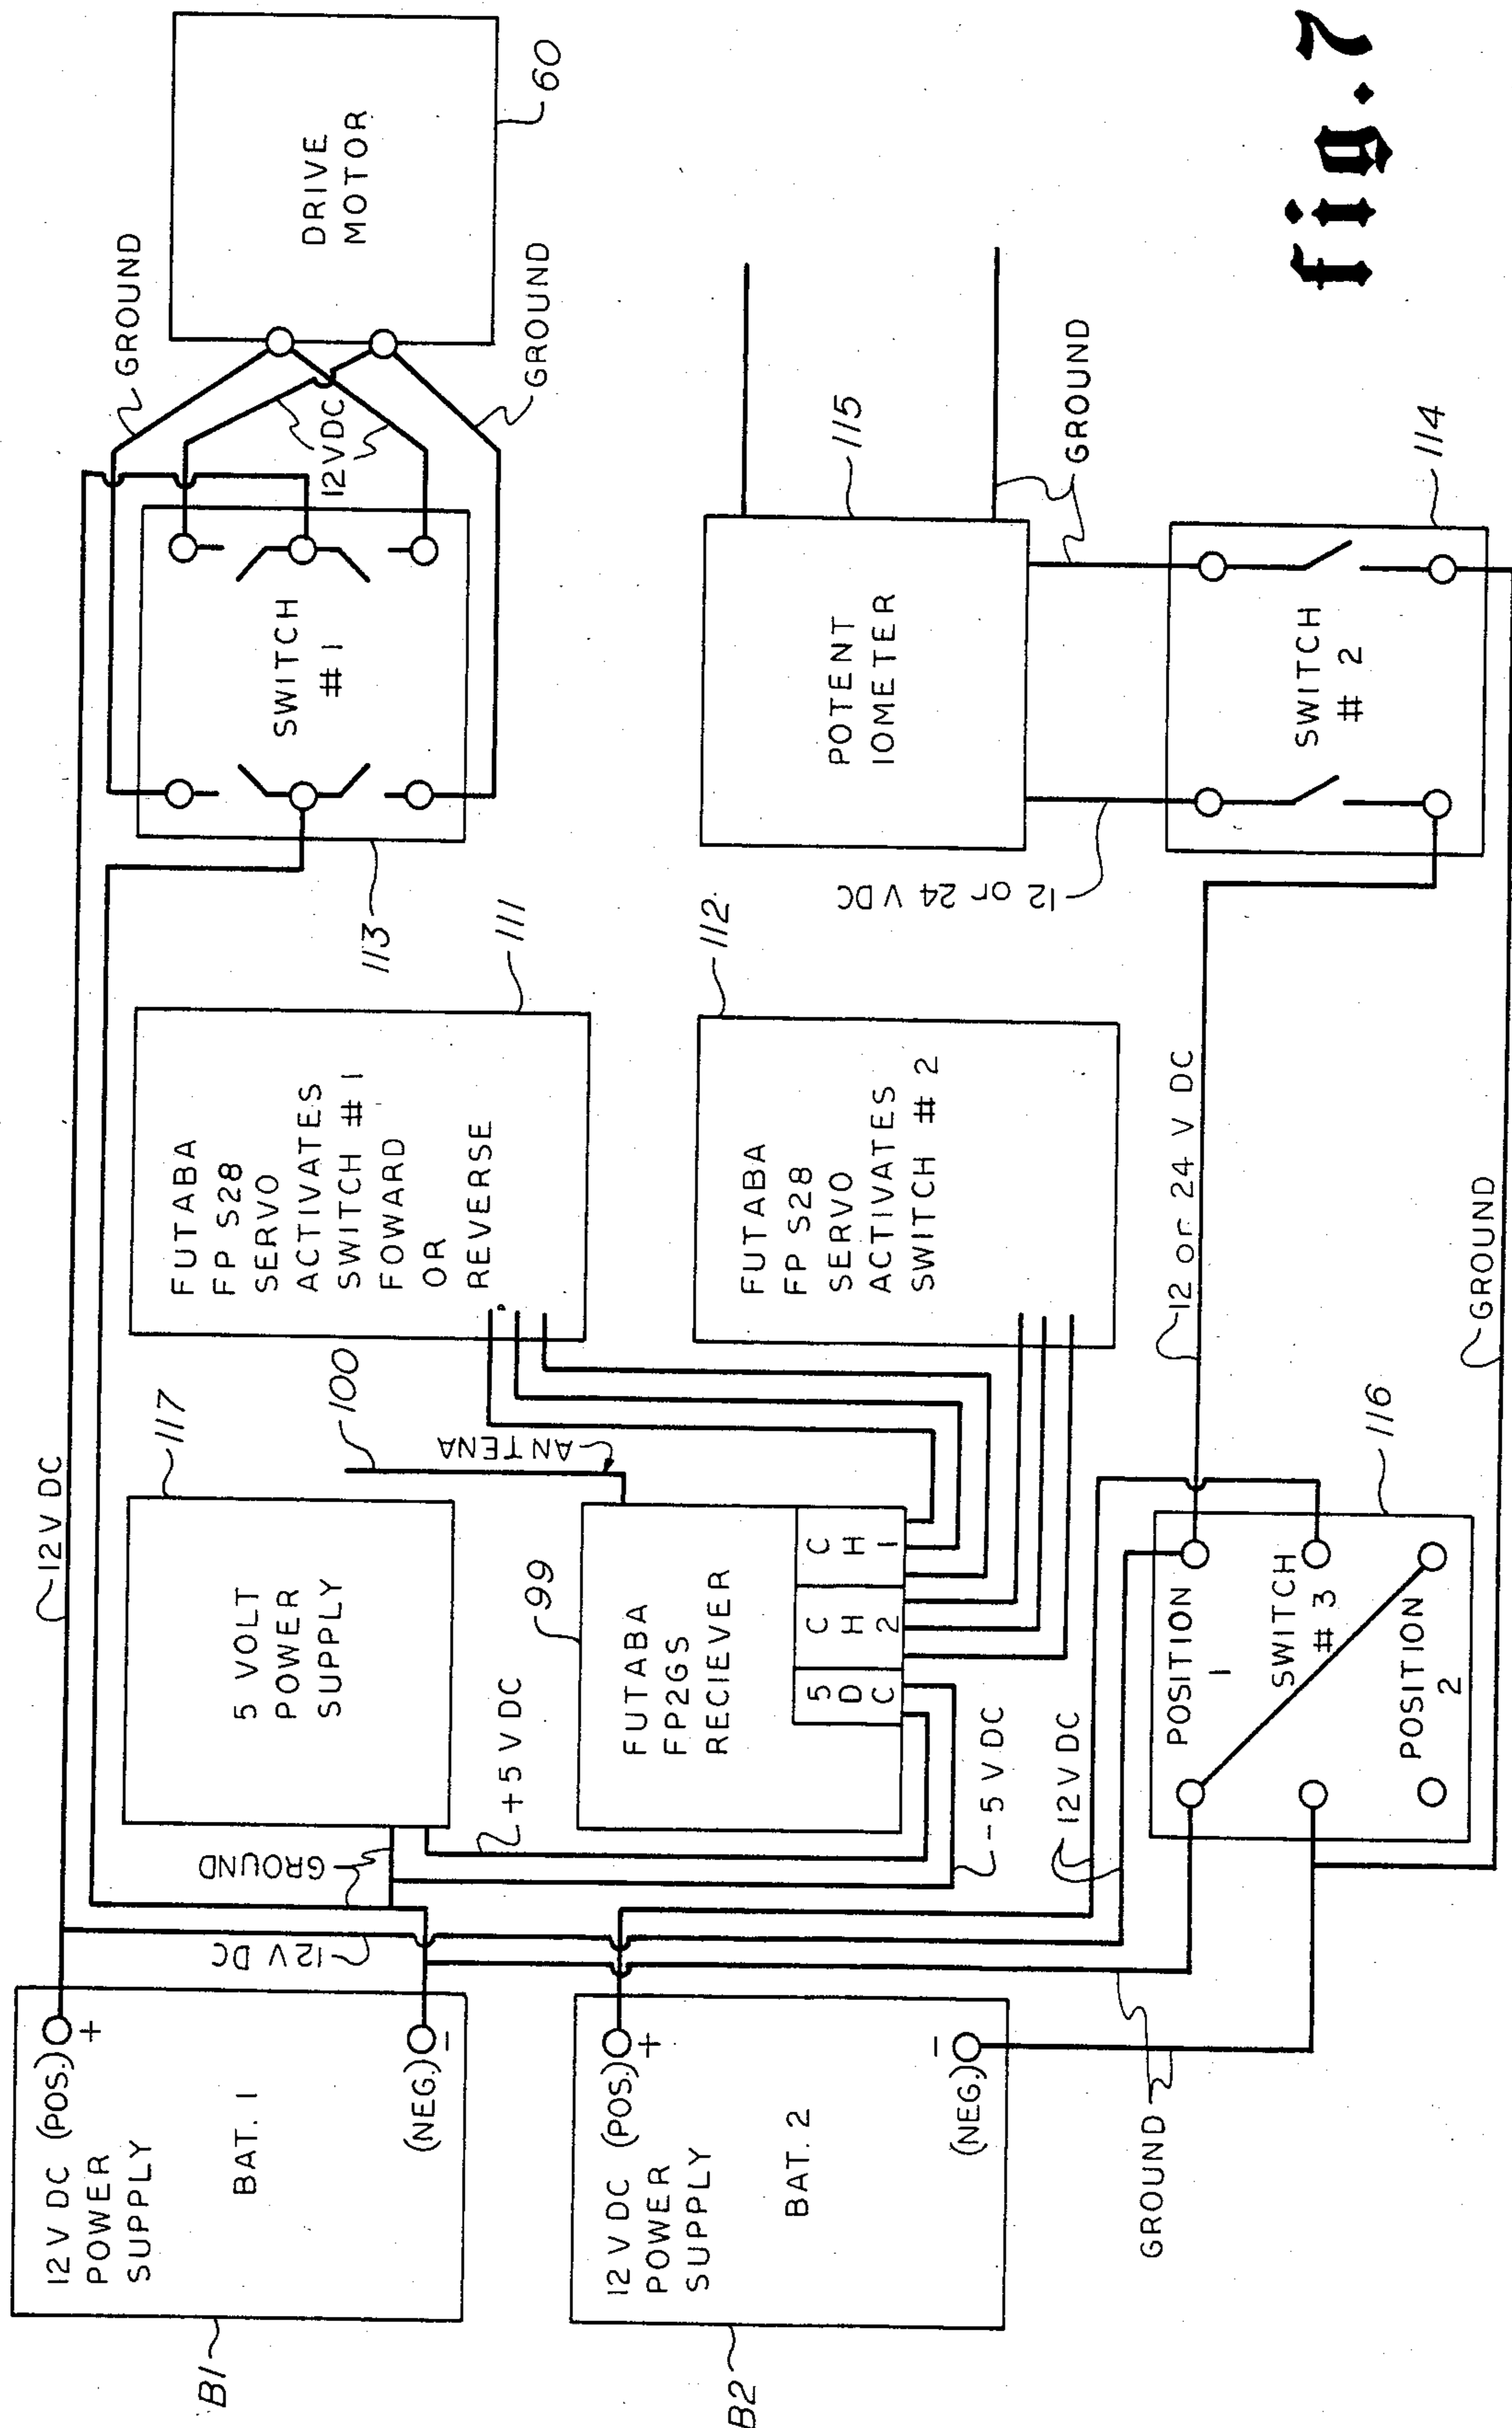 12 V DC (POS.)
POWER
SUPPLY
+
BAT. 1
(NEG.)
−
B1
12 V DC (POS.)
POWER
SUPPLY
+
BAT. 2
(NEG.)
−
B2
12 V DC
12V DC
GROUND
5 VOLT
POWER
SUPPLY
117
+ 5 V DC
- 5 V DC
12 V DC
GROUND
100
ANTENA
99
FUTABA
FP2GS
RECIEVER
5
D
C
C
H
2
C
H
1
POSITION
1
SWITCH
# 3
POSITION
2
116
FUTABA
FP S28
SERVO
ACTIVATES
SWITCH # 1
FOWARD
OR
REVERSE
111
FUTABA
FP S28
SERVO
ACTIVATES
SWITCH # 2
112
12 or 24 V DC
GROUND
SWITCH
# 1
113
GROUND
12 VDC
GROUND
DRIVE
MOTOR
60
POTENT
IOMETER
115
GROUND
12 or 24 V DC
SWITCH
# 2
114
fig.7